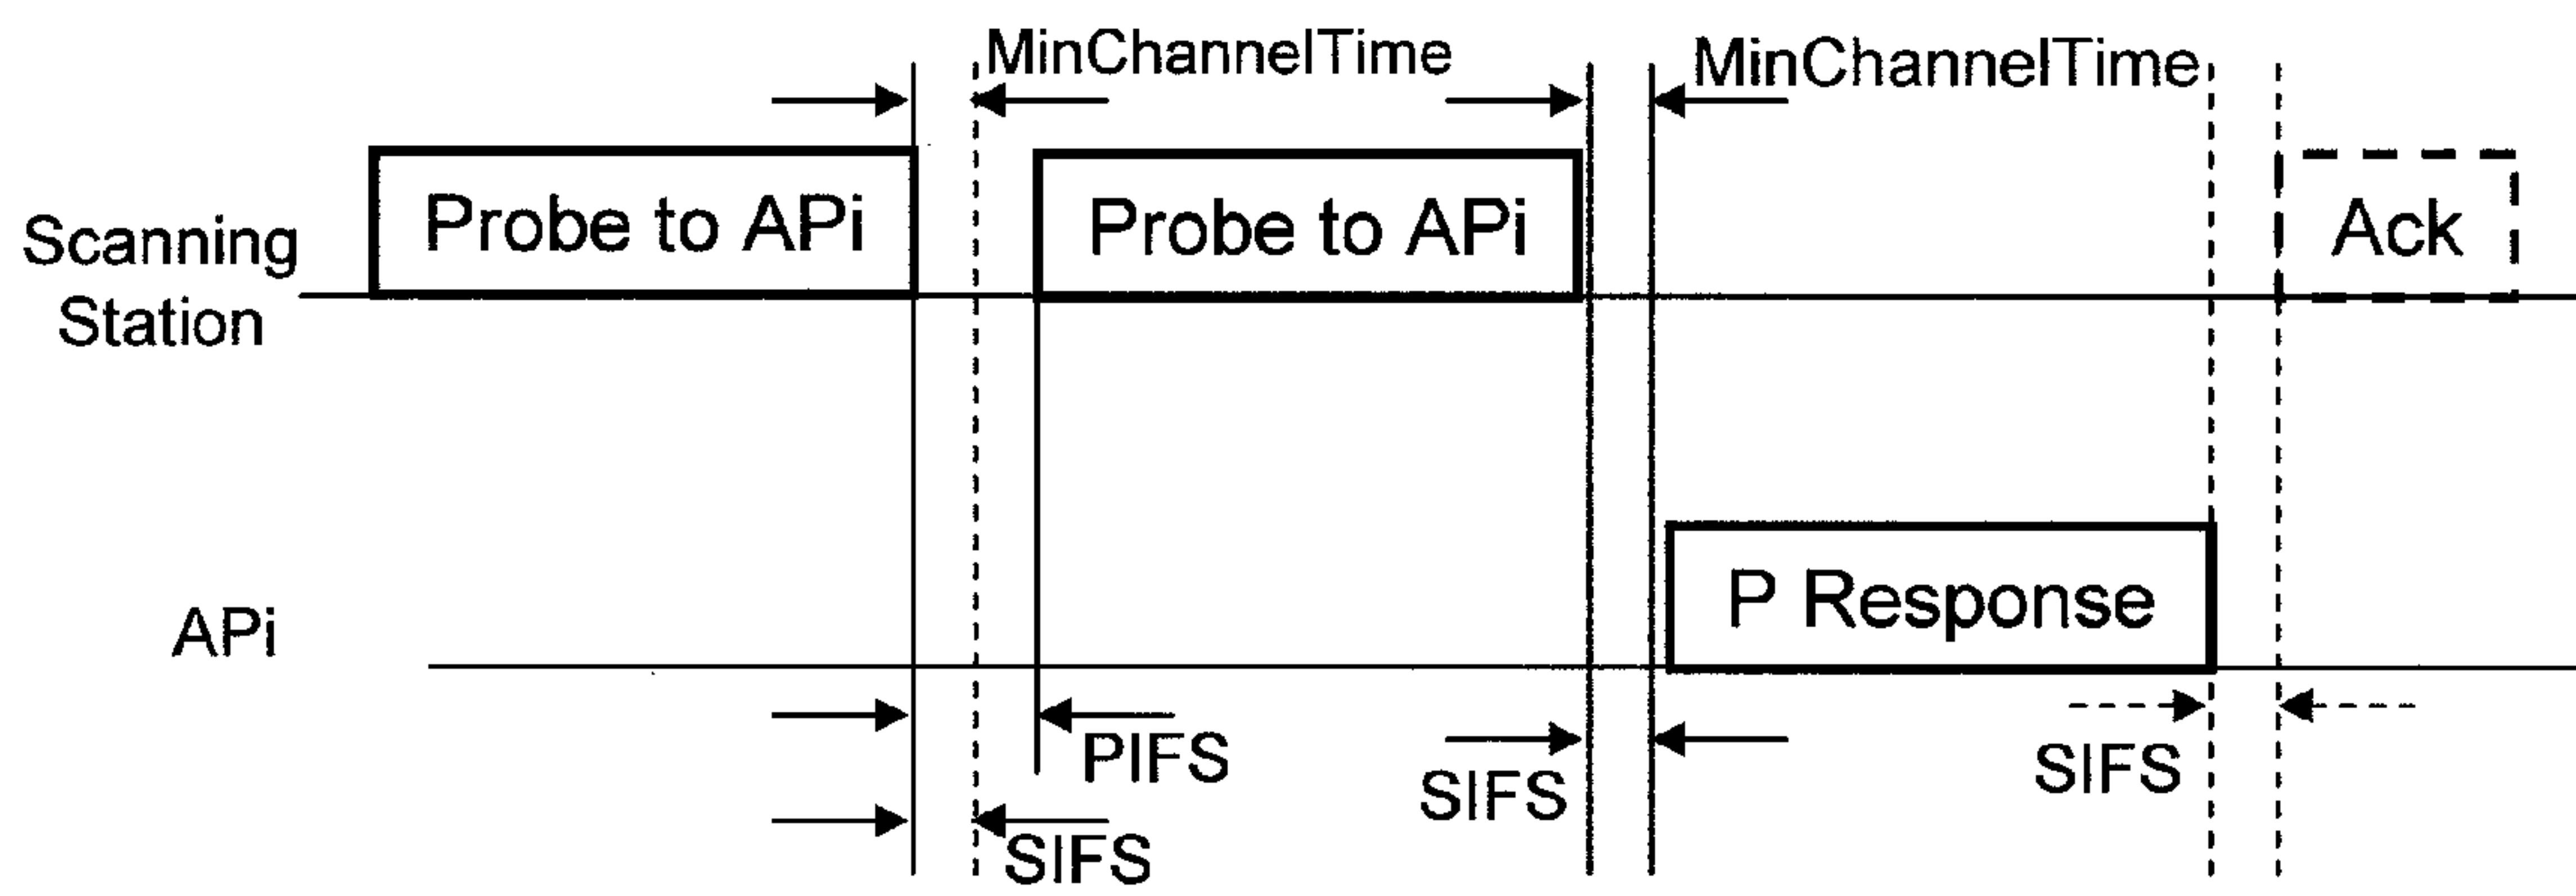 MinChannelTime
MinChannelTime
Probe to APi
Probe to APi
Ack
Scanning
Station
P Response
APi
PIFS
SIFS
SIFS
SIFS